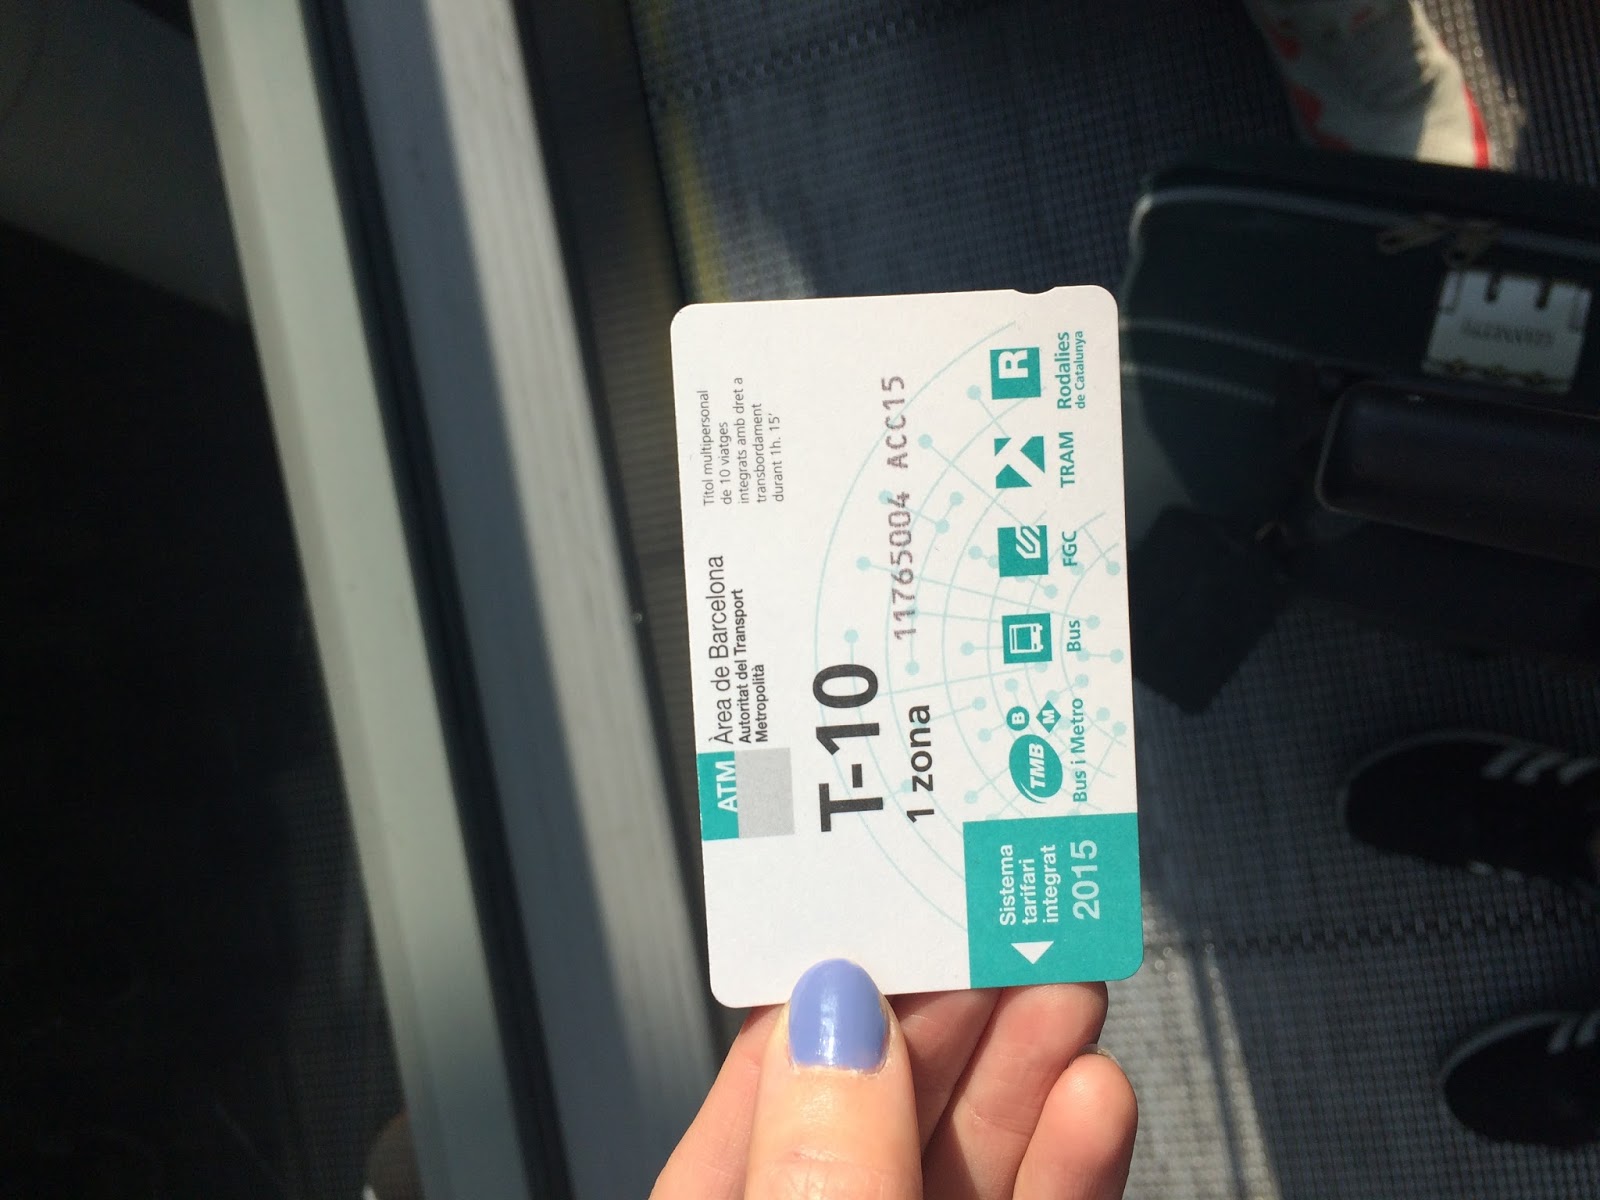 ATM
Àrea de Barcelona
Autoritat del Transport
Metropolità
Títol multipersonal
de 10 viatges
integrats amb dret a
transbordament
durant 1h. 15'
T-10
1 zona
11765004 ACC15
Sistema
tarifari
integrat
2015
TMB
B
M
R
Bus i Metro
Bus
FGC
TRAM
Rodalies
de Catalunya